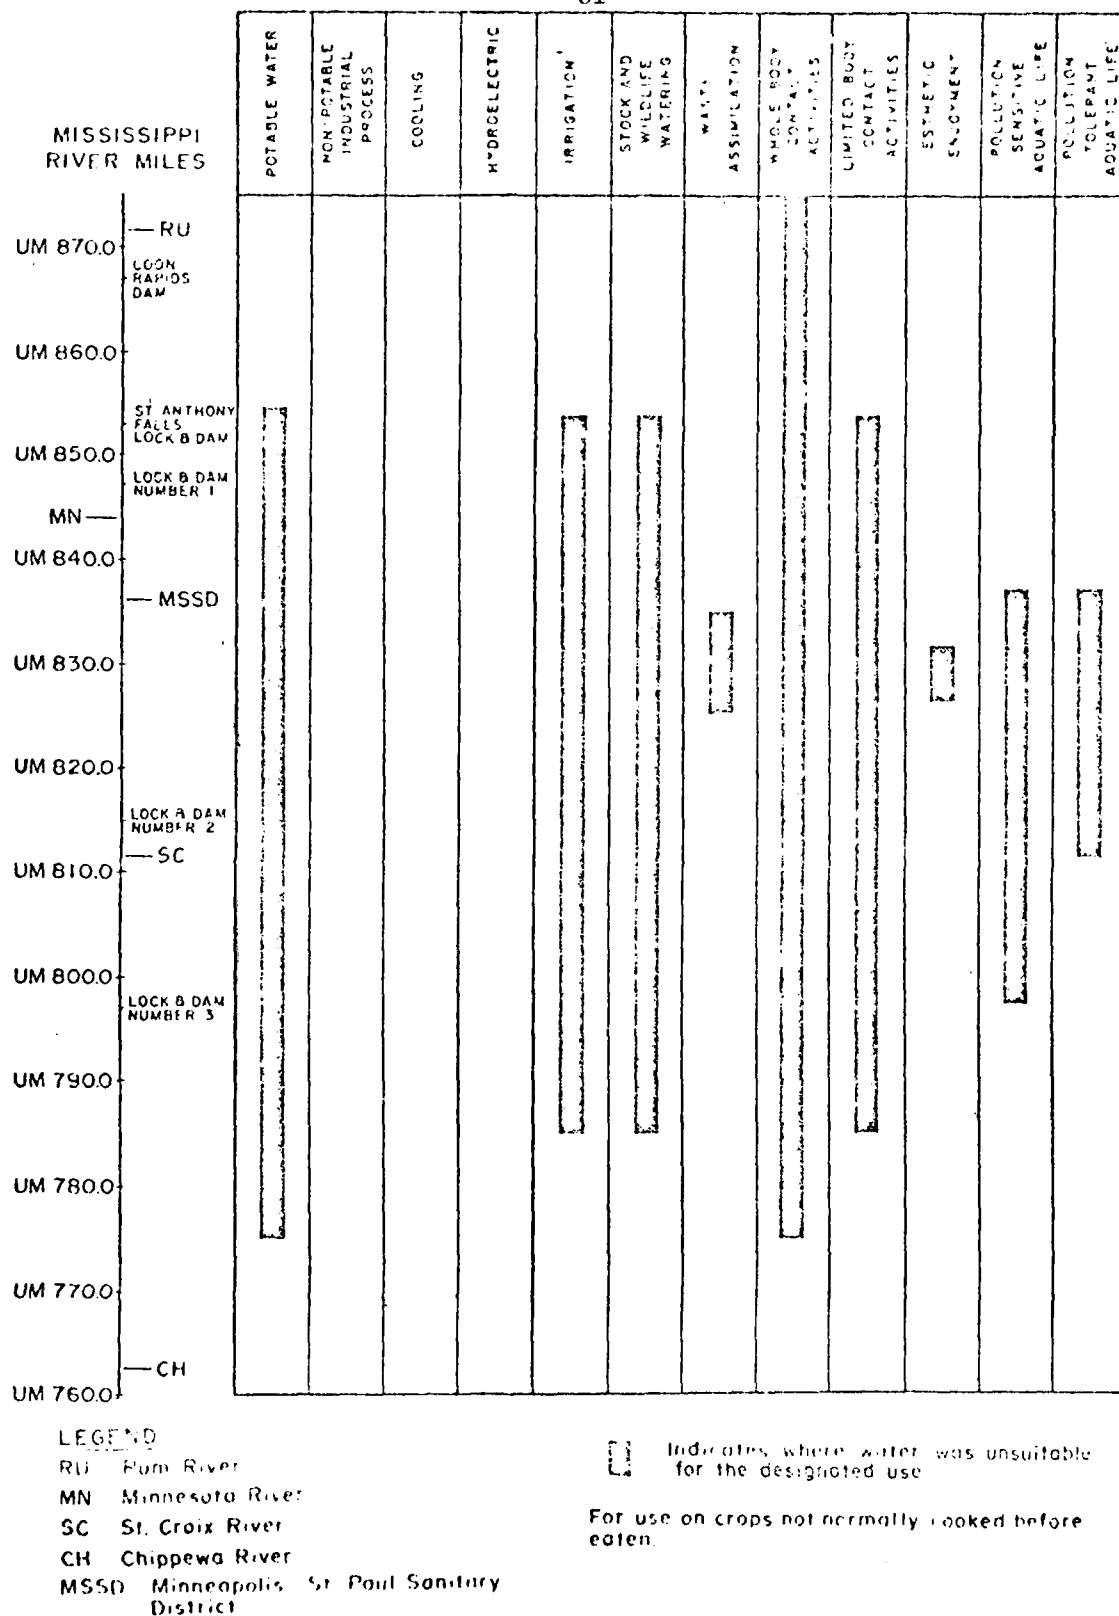 MISSISSIPPI
RIVER MILES
POTABLE WATER
NON-POTABLE
INDUSTRIAL
PROCESS
COOLING
HYDROELECTRIC
IRRIGATION¹
STOCK AND
WILDLIFE
WATERING
WASTE
ASSIMILATION
WHOLE BODY
CONTACT
ACTIVITIES
LIMITED BODY
CONTACT
ACTIVITIES
ESTHETIC
ENJOYMENT
POLLUTION
SENSITIVE
AQUATIC LIFE
POLLUTION
TOLERANT
AQUATIC LIFE
RU
UM 870.0
COON
RAPIDS
DAM
UM 860.0
ST. ANTHONY
FALLS
LOCK & DAM
UM 850.0
LOCK & DAM
NUMBER 1
MN
UM 840.0
MSSD
UM 830.0
UM 820.0
LOCK & DAM
NUMBER 2
SC
UM 810.0
UM 800.0
LOCK & DAM
NUMBER 3
UM 790.0
UM 780.0
UM 770.0
CH
UM 760.0
LEGEND
RU Rum River
MN Minnesota River
SC St. Croix River
CH Chippewa River
MSSD Minneapolis St. Paul Sanitary
District
Indicates where water was unsuitable
for the designated use
For use on crops not normally cooked before
eaten.